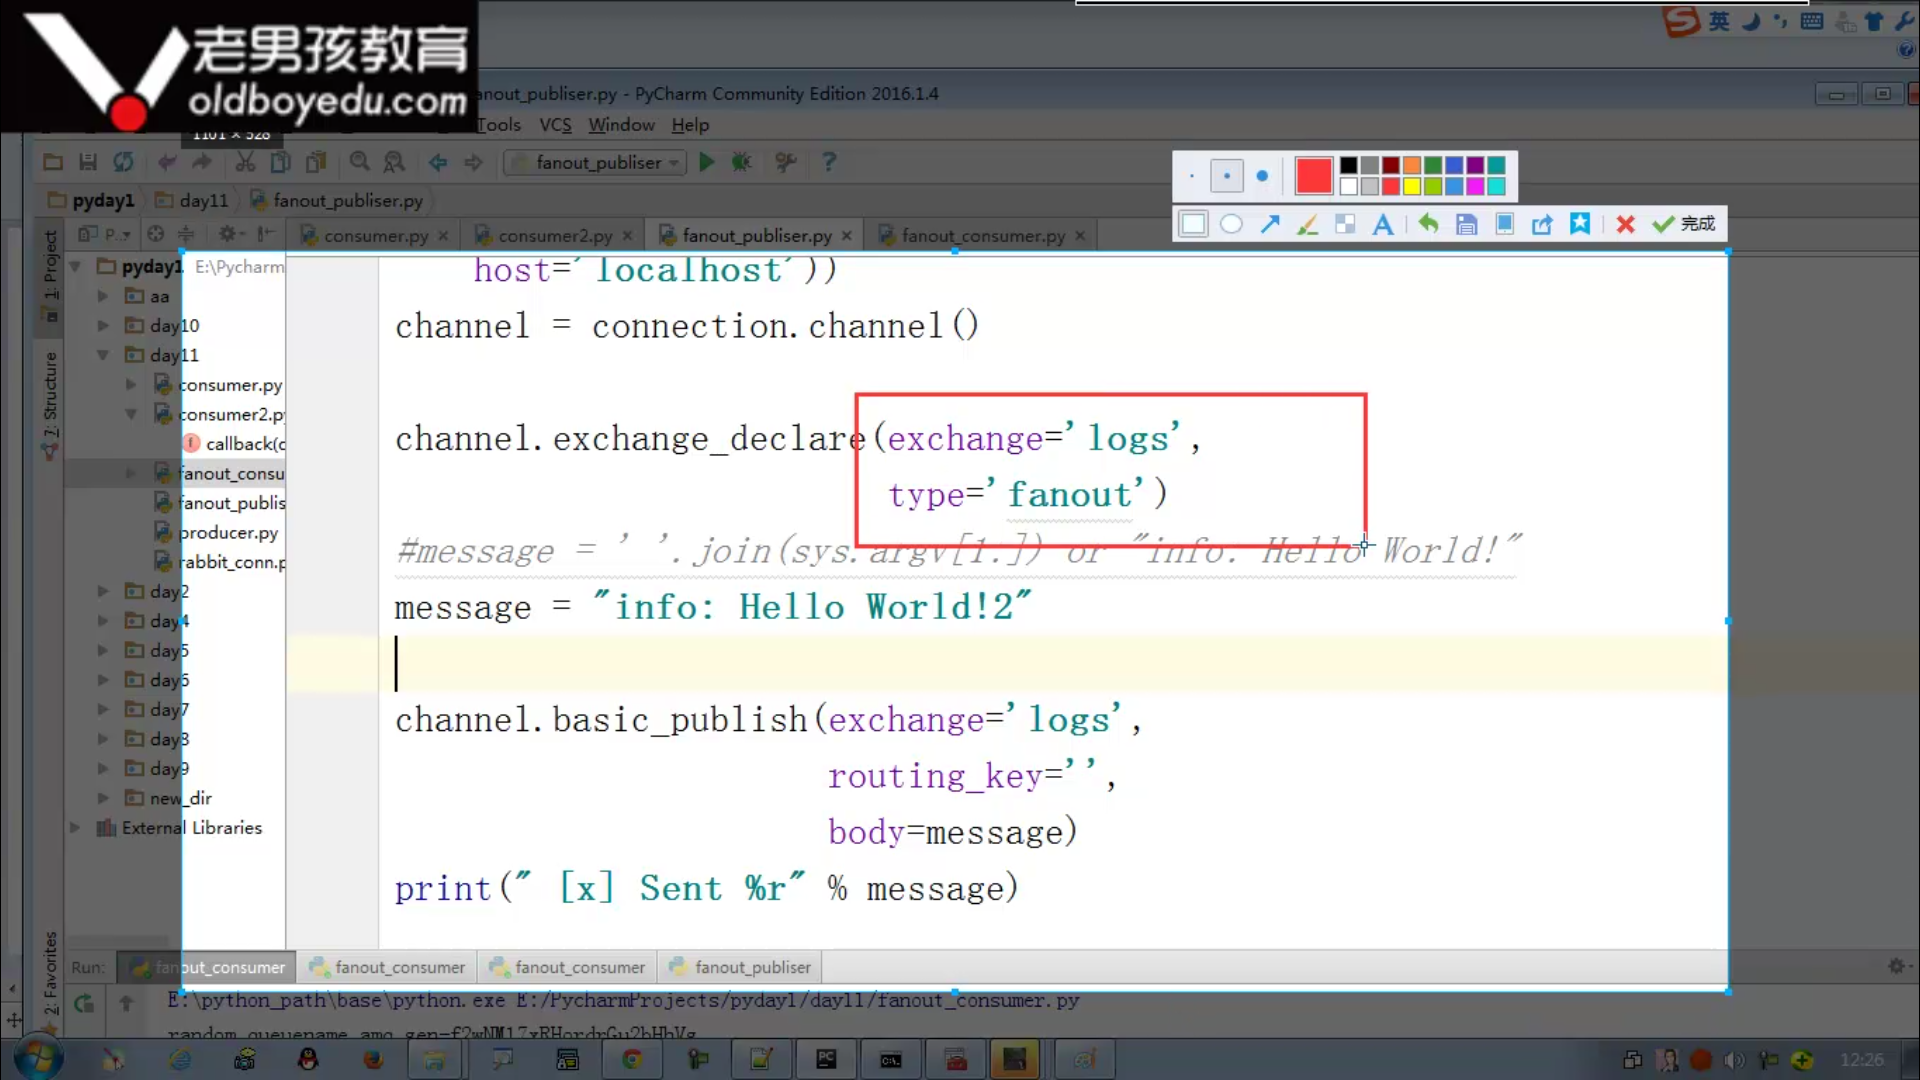 老男孩教育
oldboyedu.com
1101 × 528
anout_publiser.py - PyCharm Community Edition 2016.1.4
英
Tools VCS Window Help
fanout_publiser
pyday1 day11 fanout_publiser.py
P... consumer.py consumer2.py fanout_publiser.py fanout_consumer.py
完成
1: Project
7: Structure
2: Favorites
pyday1 E:\Pycharm
aa
day10
day11
consumer.py
consumer2.py
callback(c
fanout_consu
fanout_publis
producer.py
rabbit_conn.p
day2
day4
day5
day6
day7
day8
day9
new_dir
External Libraries
host='localhost'))
channel = connection.channel()
channel.exchange_declare(exchange='logs',
type='fanout')
#message = ' '.join(sys.argv[1:]) or "info: Hello World!"
message = "info: Hello World!2"
channel.basic_publish(exchange='logs',
routing_key='',
body=message)
print(" [x] Sent %r" % message)
Run: fanout_consumer fanout_consumer fanout_consumer fanout_publiser
E:\python_path\base\python.exe E:/PycharmProjects/pyday1/day11/fanout_consumer.py
12:26